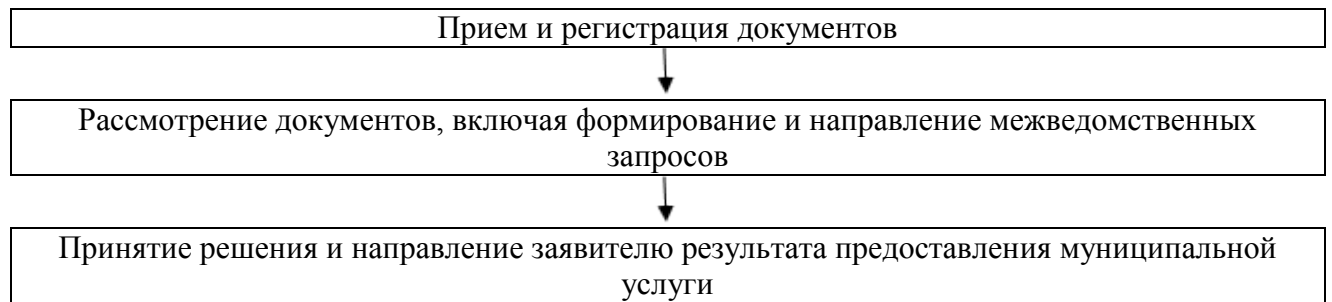 Прием и регистрация документов
Рассмотрение документов, включая формирование и направление межведомственных
запросов
Принятие решения и направление заявителю результата предоставления муниципальной
услуги